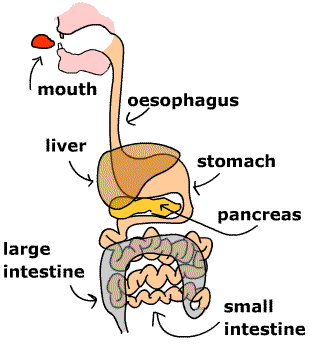 mouth
oesophagus
liver
stomach
pancreas
large
intestine
small
intestine